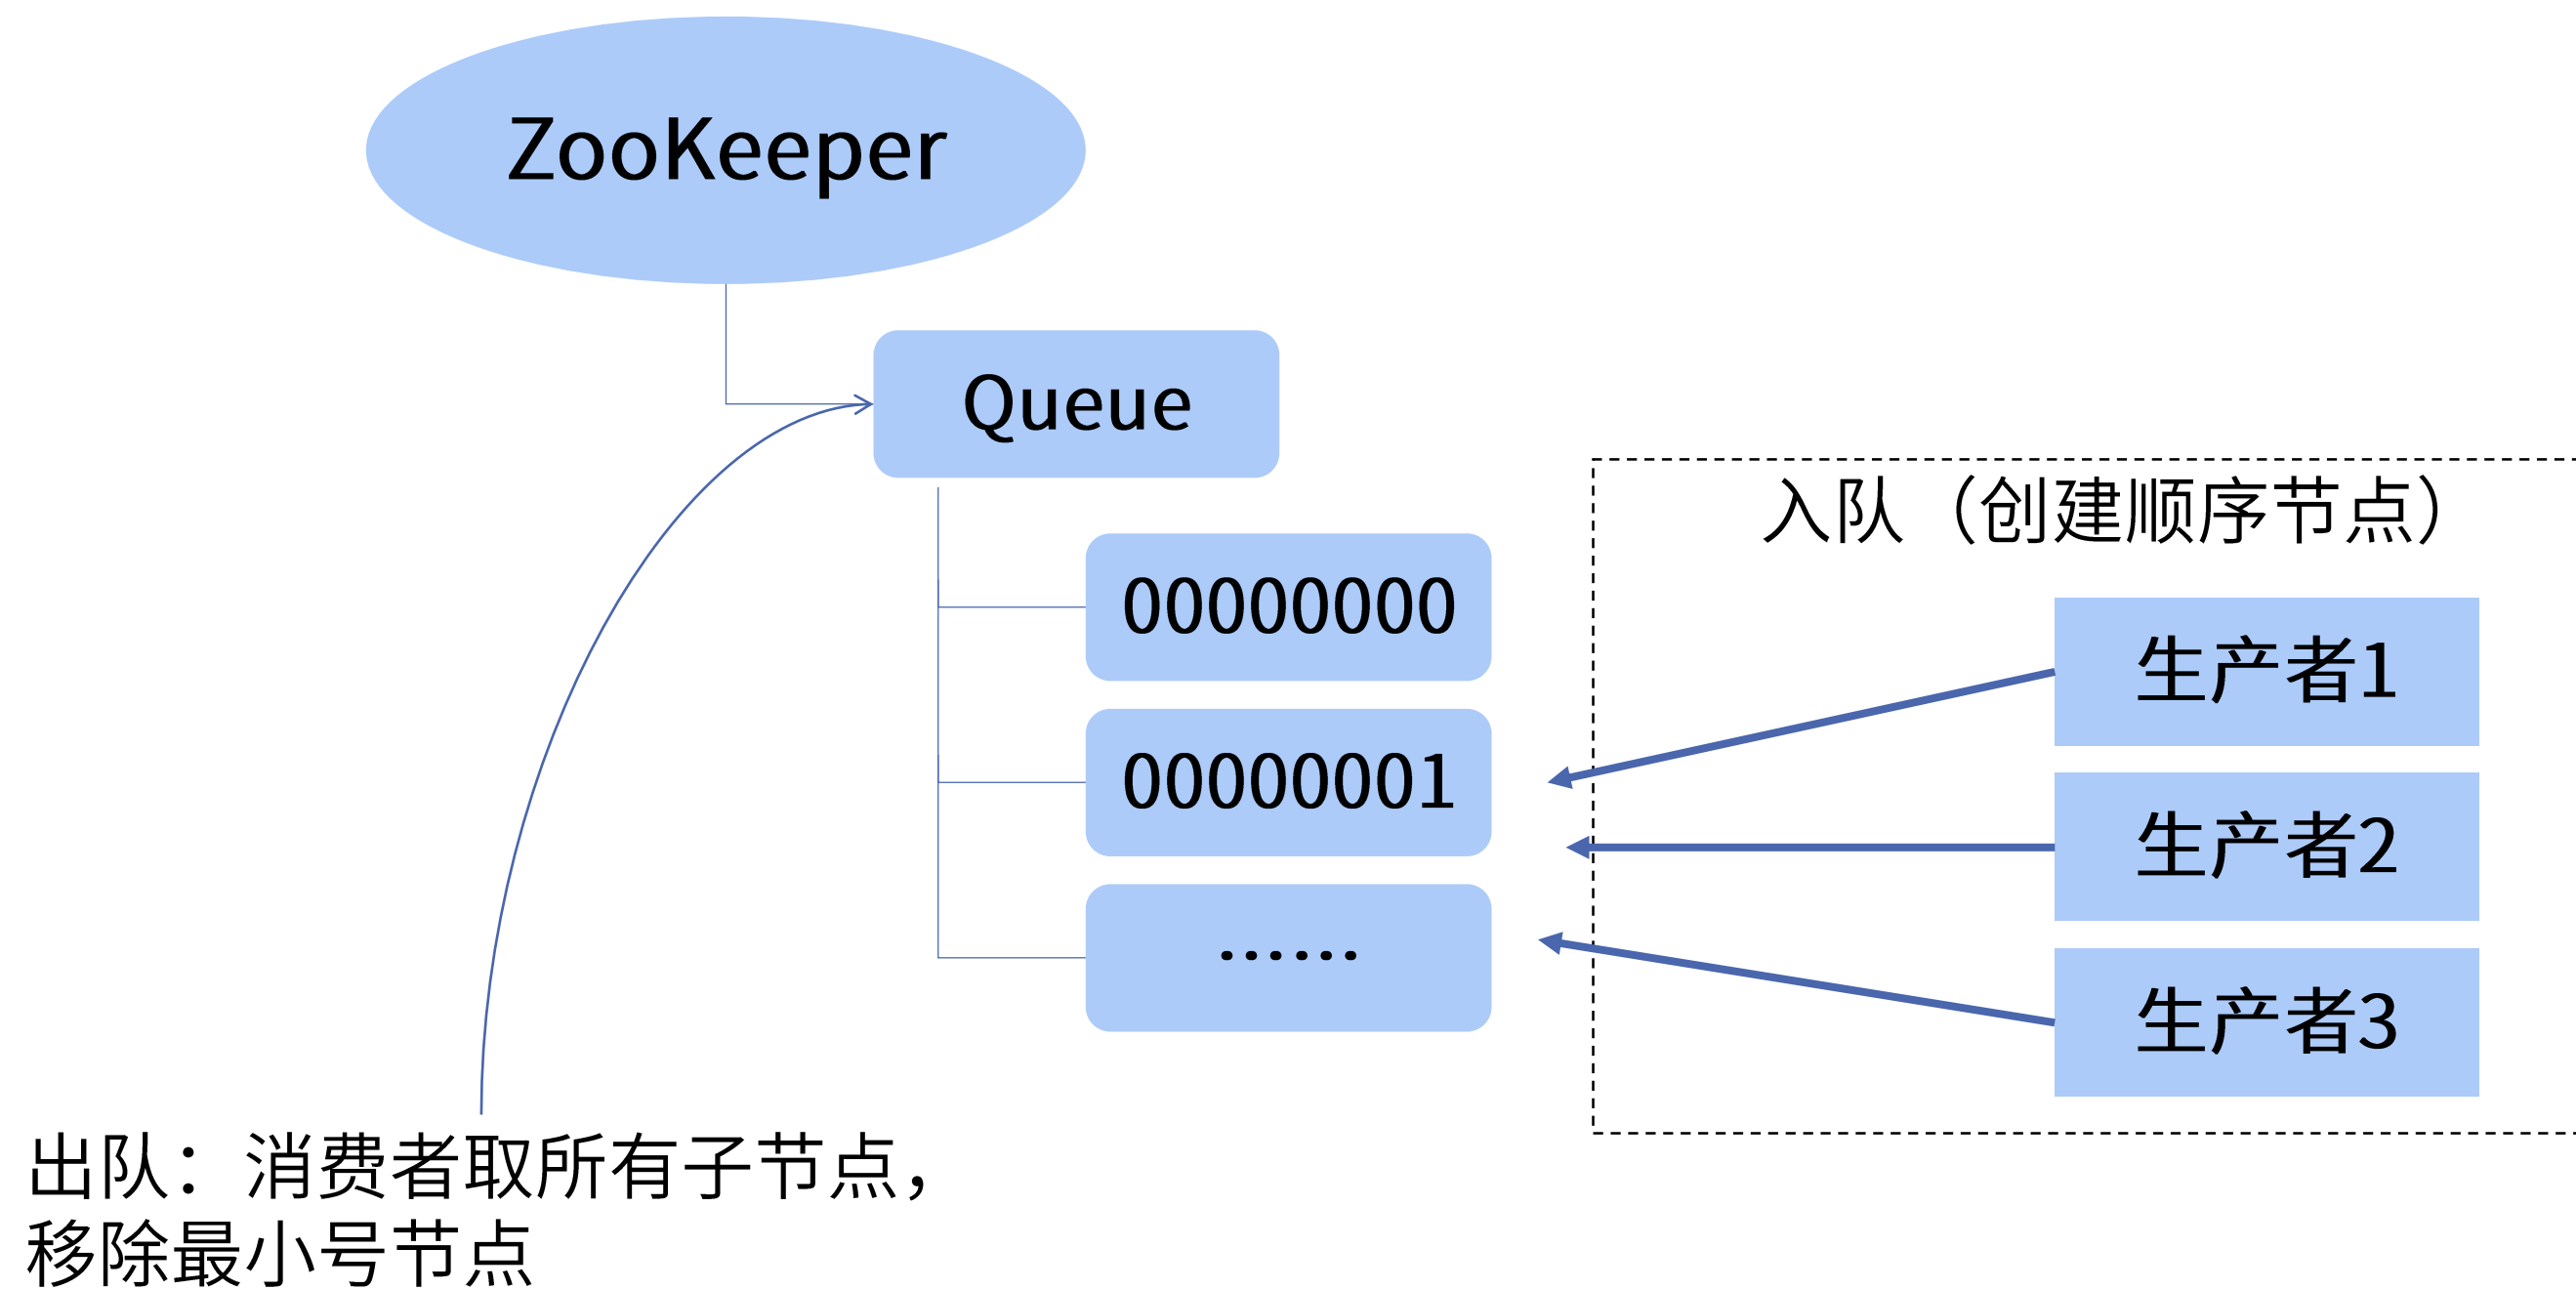 ZooKeeper
Queue
00000000
00000001
······
入队（创建顺序节点）
生产者1
生产者2
生产者3
出队：消费者取所有子节点，
移除最小号节点